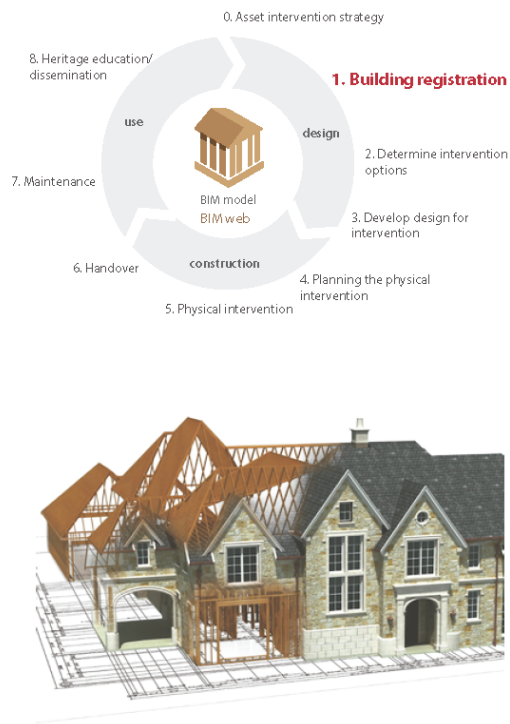 0. Asset intervention strategy
8. Heritage education/
dissemination
1. Building registration
use
design
2. Determine intervention
options
7. Maintenance
BIM model
BIM web
3. Develop design for
intervention
6. Handover
construction
4. Planning the physical
intervention
5. Physical intervention